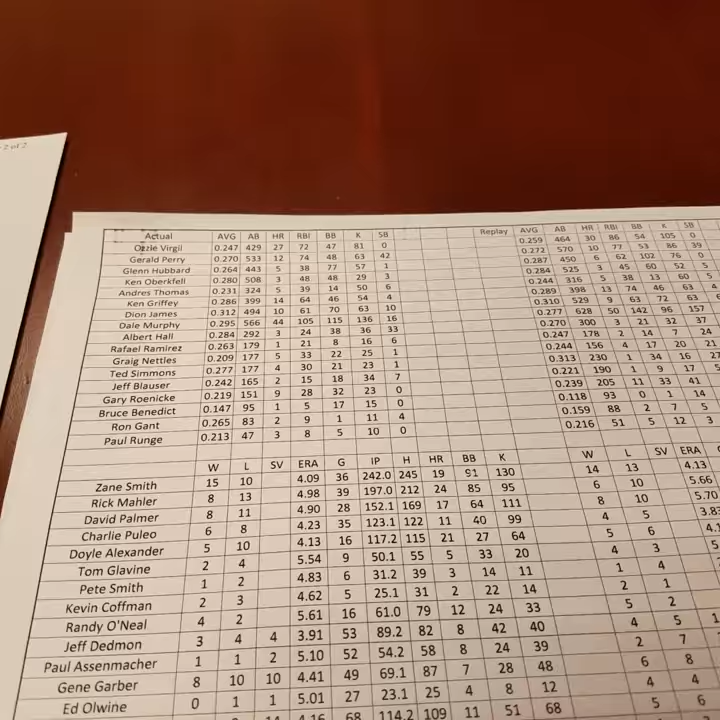 2 of 2
Actual AVG AB HR RBI BB K SB Replay AVG AB HR RBI BB K SB
Ozzie Virgil 0.247 429 27 72 47 81 0 0.259 464 30 86 54 105 0
Gerald Perry 0.270 533 12 74 48 63 42 0.272 570 10 77 53 86 39
Glenn Hubbard 0.264 443 5 38 77 57 1 0.287 450 6 62 102 76 0
Ken Oberkfell 0.280 508 3 48 48 29 3 0.284 525 3 45 60 52 5
Andres Thomas 0.231 324 5 39 14 50 6 0.244 316 5 38 13 60 5
Ken Griffey 0.286 399 14 64 46 54 4 0.289 398 13 74 46 63 4
Dion James 0.312 494 10 61 70 63 10 0.310 529 9 63 72 63 6
Dale Murphy 0.295 566 44 105 115 136 16 0.277 628 50 142 96 157
Albert Hall 0.284 292 3 24 38 36 33 0.270 300 3 21 32 37
Rafael Ramirez 0.263 179 1 21 8 16 6 0.247 178 2 14 7 24
Graig Nettles 0.209 177 5 33 22 25 1 0.244 156 4 17 20 21
Ted Simmons 0.277 177 4 30 21 23 1 0.313 230 1 34 16 27
Jeff Blauser 0.242 165 2 15 18 34 7 0.221 190 1 9 17
Gary Roenicke 0.219 151 9 28 32 23 0 0.239 205 11 33 41
Bruce Benedict 0.147 95 1 5 17 15 0 0.118 93 0 1 14
Ron Gant 0.265 83 2 9 1 11 4 0.159 88 2 7 5
Paul Runge 0.213 47 3 8 5 10 0 0.216 51 5 12 3
W L SV ERA G IP H HR BB K W L SV ERA
Zane Smith 15 10 4.09 36 242.0 245 19 91 130 14 13 4.13
Rick Mahler 8 13 4.98 39 197.0 212 24 85 95 6 10 5.66
David Palmer 8 11 4.90 28 152.1 169 17 64 111 8 10 5.70
Charlie Puleo 6 8 4.23 35 123.1 122 11 40 99 4 5
Doyle Alexander 5 10 4.13 16 117.2 115 21 27 64 5 6
Tom Glavine 2 4 5.54 9 50.1 55 5 33 20 4 3
Pete Smith 1 2 4.83 6 31.2 39 3 14 11 1 4
Kevin Coffman 2 3 4.62 5 25.1 31 2 22 14 2 1
Randy O'Neal 4 2 5.61 16 61.0 79 12 24 33 5 2
Jeff Dedmon 3 4 4 3.91 53 89.2 82 8 42 40 4 5
Paul Assenmacher 1 1 2 5.10 52 54.2 58 8 24 39 2 7
Gene Garber 8 10 10 4.41 49 69.1 87 7 28 48 6 8
Ed Olwine 0 1 1 5.01 27 23.1 25 4 8 12 4 4
14 4.16 68 114.2 109 11 51 68 5 6